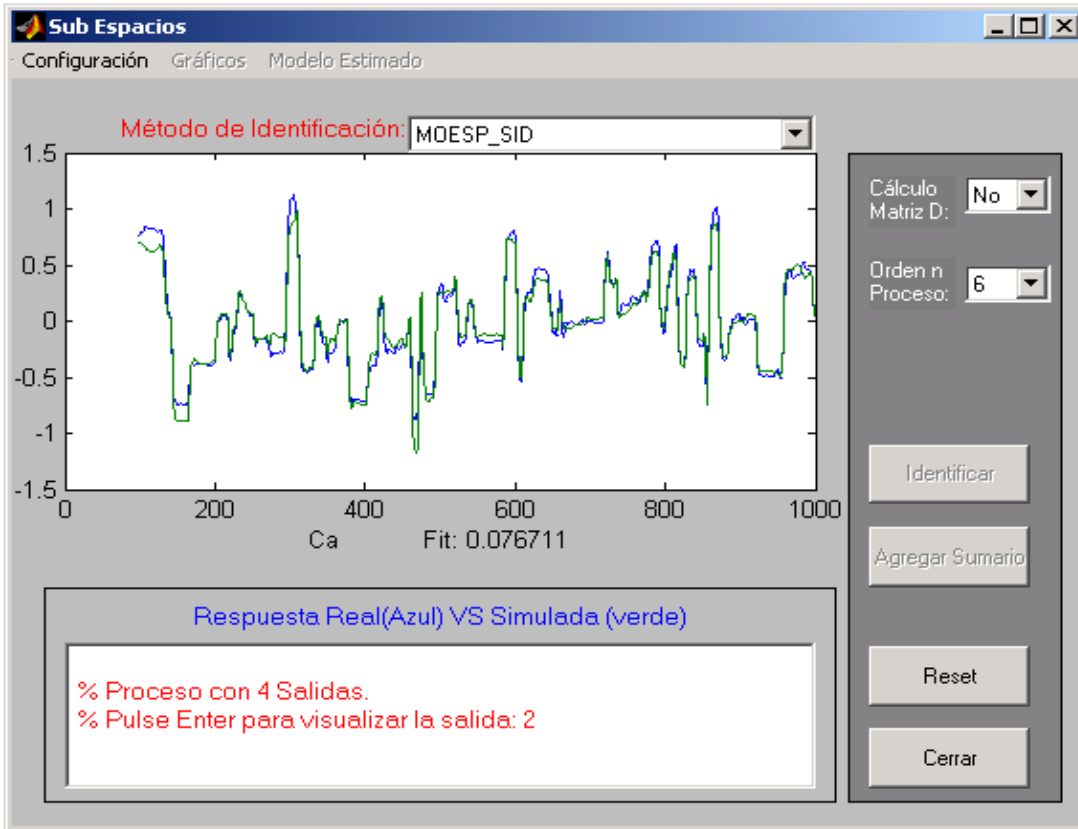 Sub Espacios
Configuración Gráficos Modelo Estimado
Método de Identificación: MOESP_SID
1.5
1
0.5
0
-0.5
-1
-1.5
0 200 400 600 800 1000
Ca Fit: 0.076711
Cálculo
Matriz D: No
Orden n
Proceso: 6
Identificar
Agregar Sumario
Reset
Cerrar
Respuesta Real(Azul) VS Simulada (verde)
% Proceso con 4 Salidas.
% Pulse Enter para visualizar la salida: 2